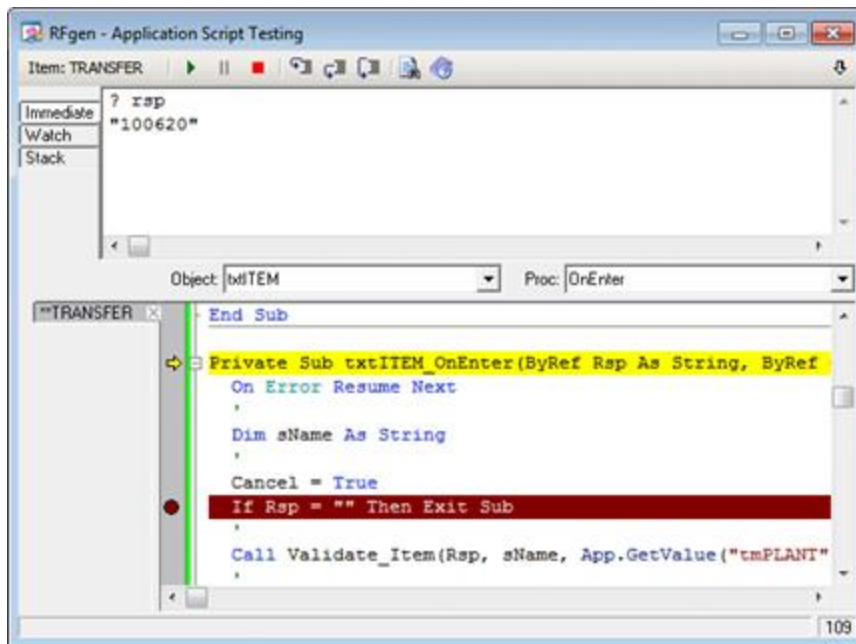 RFgen - Application Script Testing
Item: TRANSFER
Immediate
Watch
Stack
? rsp
"100620"
Object: txtITEM
Proc: OnEnter
**TRANSFER
End Sub
Private Sub txtITEM_OnEnter(ByRef Rsp As String, ByRef
On Error Resume Next
'
Dim sName As String
'
Cancel = True
If Rsp = "" Then Exit Sub
'
Call Validate_Item(Rsp, sName, App.GetValue("tmPLANT"
'
109